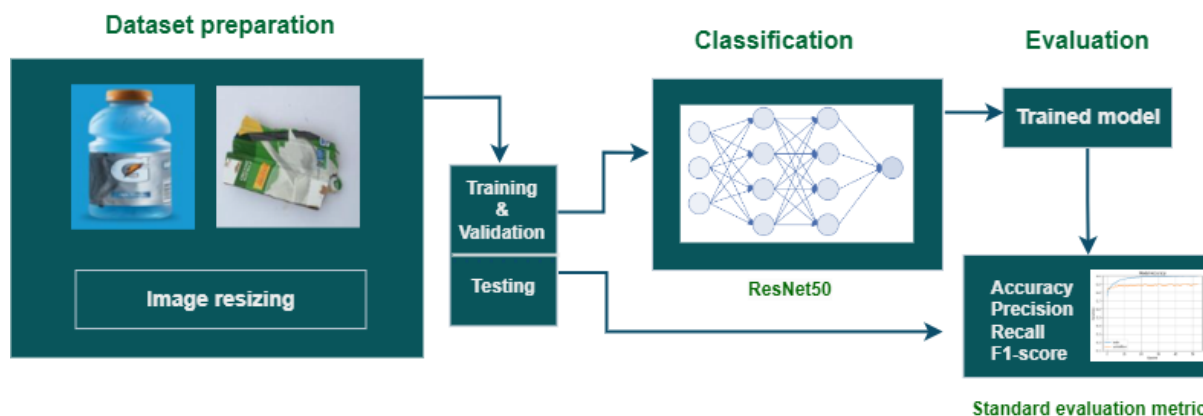 Dataset preparation
Classification
Evaluation
Image resizing
Training
&
Validation
Testing
ResNet50
Trained model
Accuracy
Precision
Recall
F1-score
Standard evaluation metric